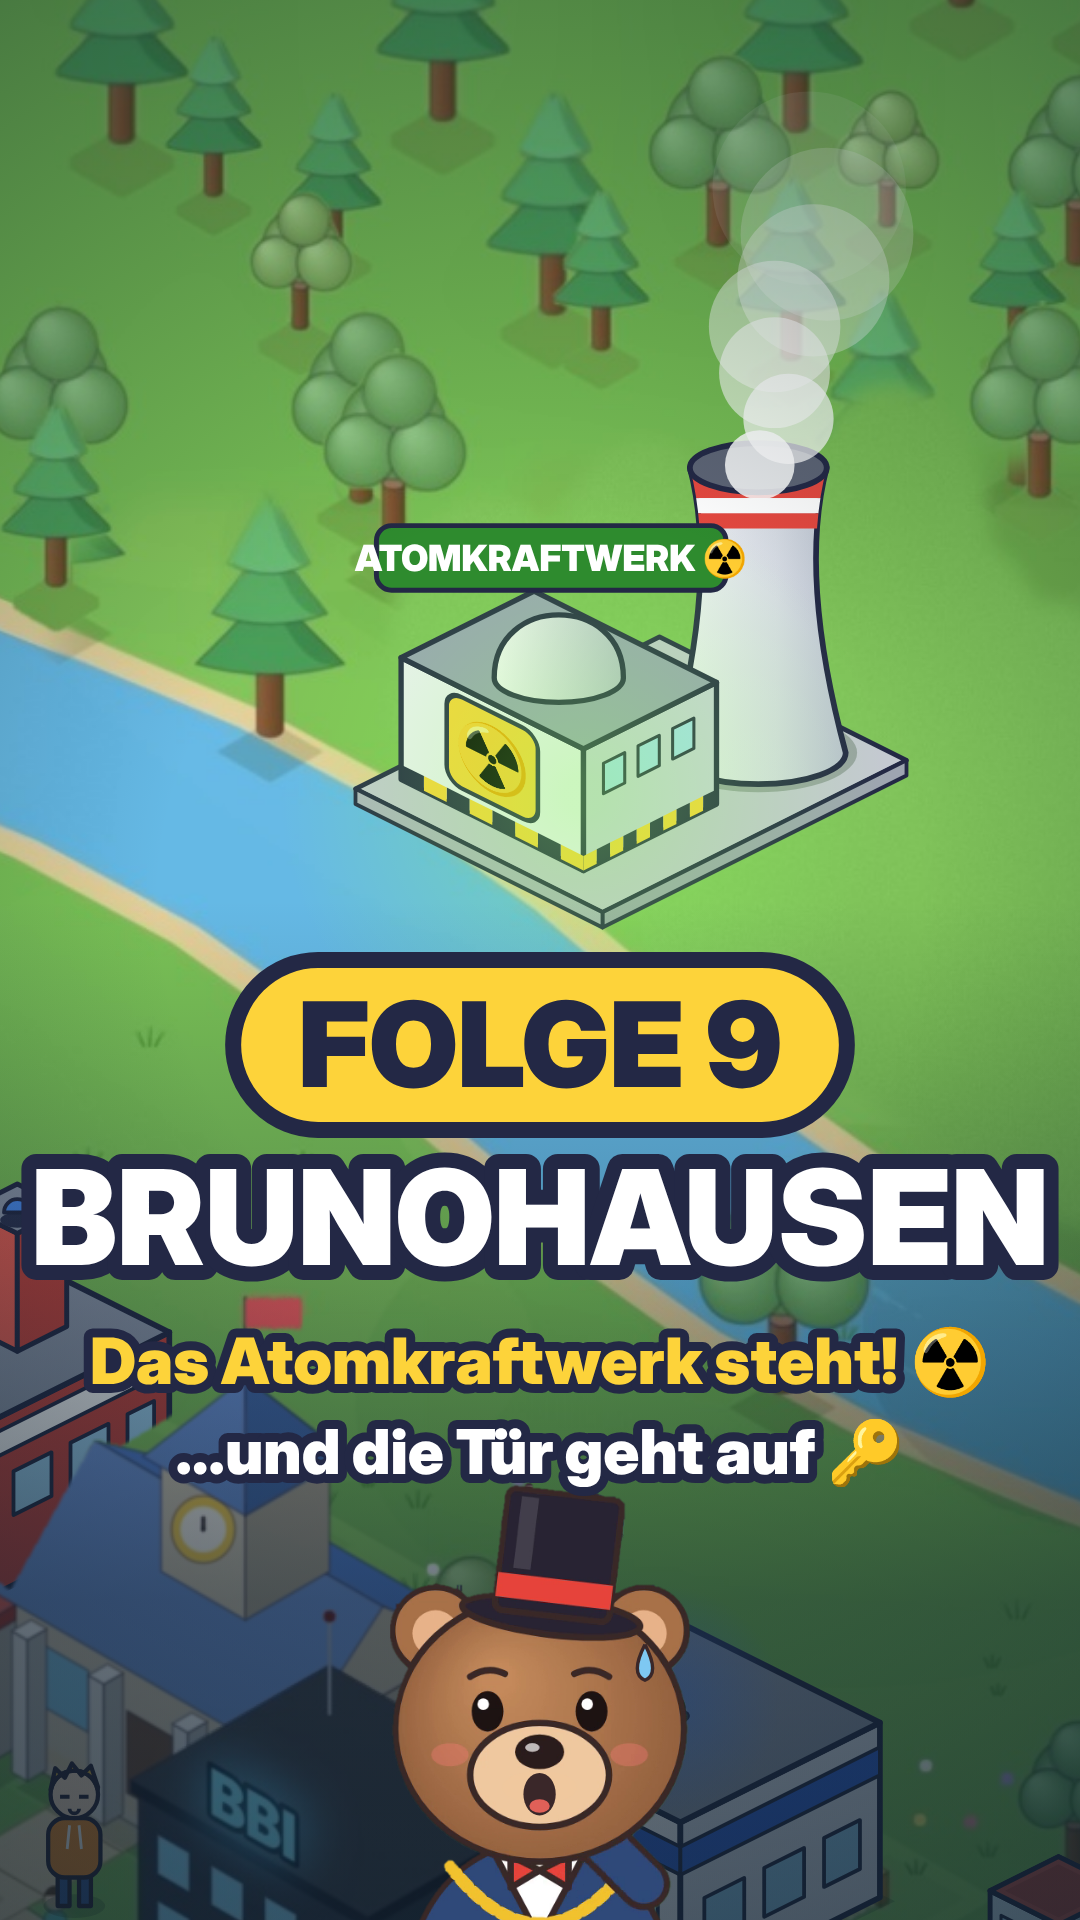 ATOMKRAFTWERK ☢️
FOLGE 9
BRUNOHAUSEN
Das Atomkraftwerk steht! ☢️
...und die Tür geht auf 🔑
BBI